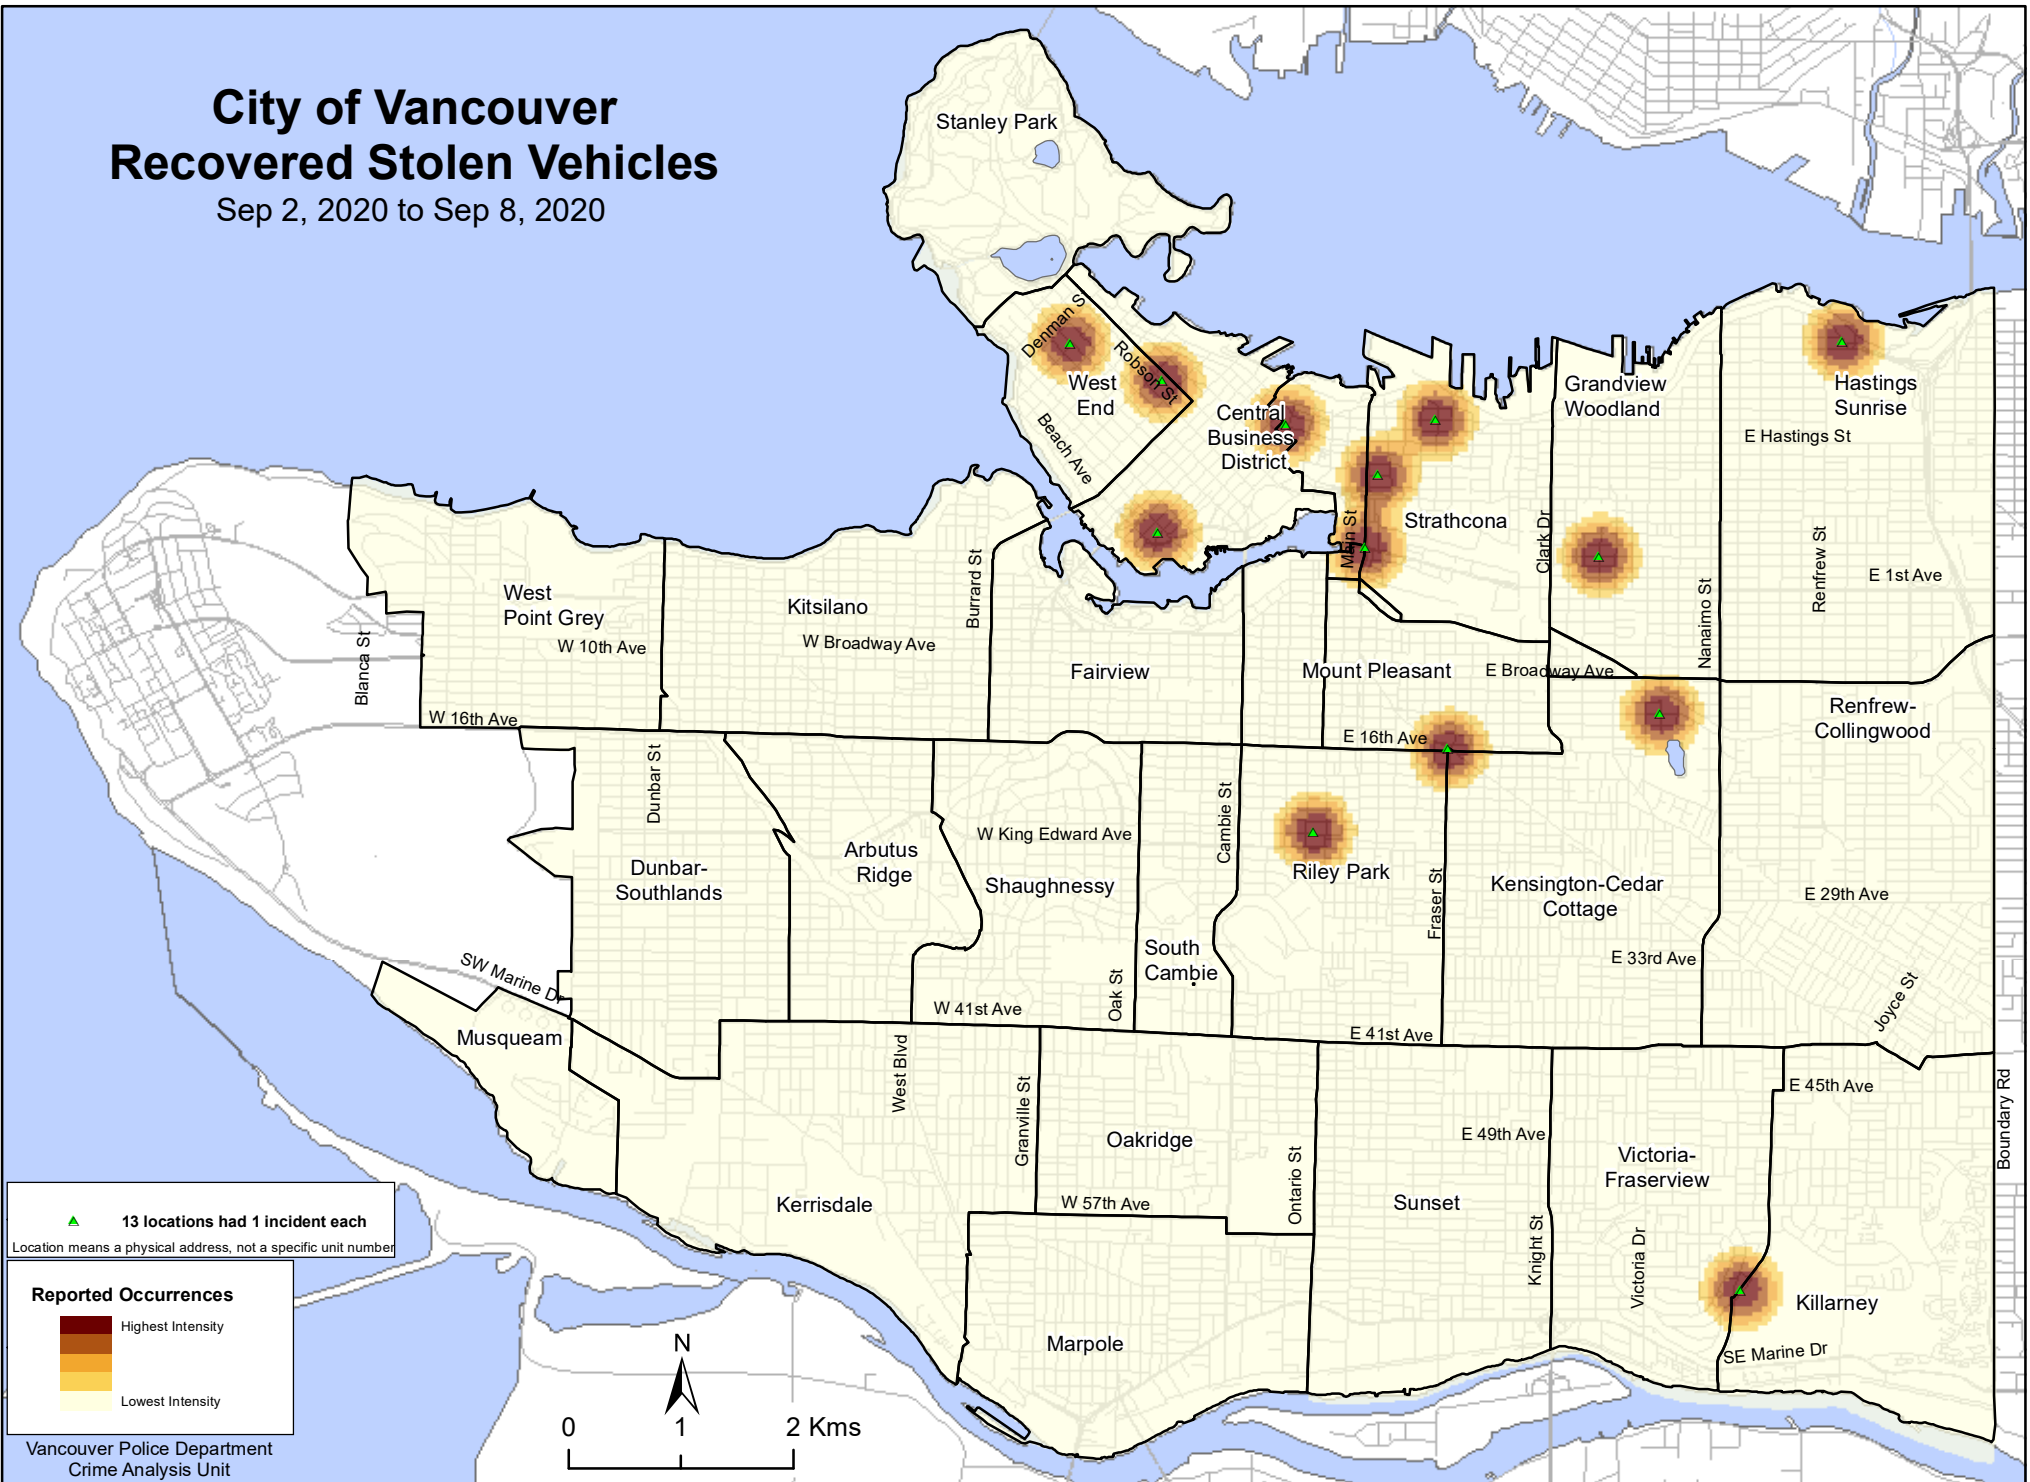 City of Vancouver
Recovered Stolen Vehicles
Sep 2, 2020 to Sep 8, 2020
Stanley Park
Denman S
Robson St
West
End
Beach Ave
Central
Business
District
Main St
Strathcona
Clark Dr
Grandview
Woodland
Hastings
Sunrise
E Hastings St
Renfrew St
E 1st Ave
Nanaimo St
West
Point Grey
W 10th Ave
Blanca St
W 16th Ave
Kitsilano
W Broadway Ave
Burrard St
Fairview
Mount Pleasant
E Broadway Ave
E 16th Ave
Renfrew-
Collingwood
Dunbar St
Dunbar-
Southlands
Arbutus
Ridge
W King Edward Ave
Shaughnessy
Cambie St
South
Cambie
Oak St
Riley Park
Fraser St
Kensington-Cedar
Cottage
E 29th Ave
E 33rd Ave
Joyce St
SW Marine Dr
Musqueam
W 41st Ave
E 41st Ave
West Blvd
Granville St
Oakridge
W 57th Ave
Ontario St
Kerrisdale
Marpole
Sunset
E 49th Ave
Knight St
Victoria-
Fraserview
Victoria Dr
E 45th Ave
Killarney
SE Marine Dr
Boundary Rd
13 locations had 1 incident each
Location means a physical address, not a specific unit number
Reported Occurrences
Highest Intensity
Lowest Intensity
Vancouver Police Department
Crime Analysis Unit
N
0 1 2 Kms